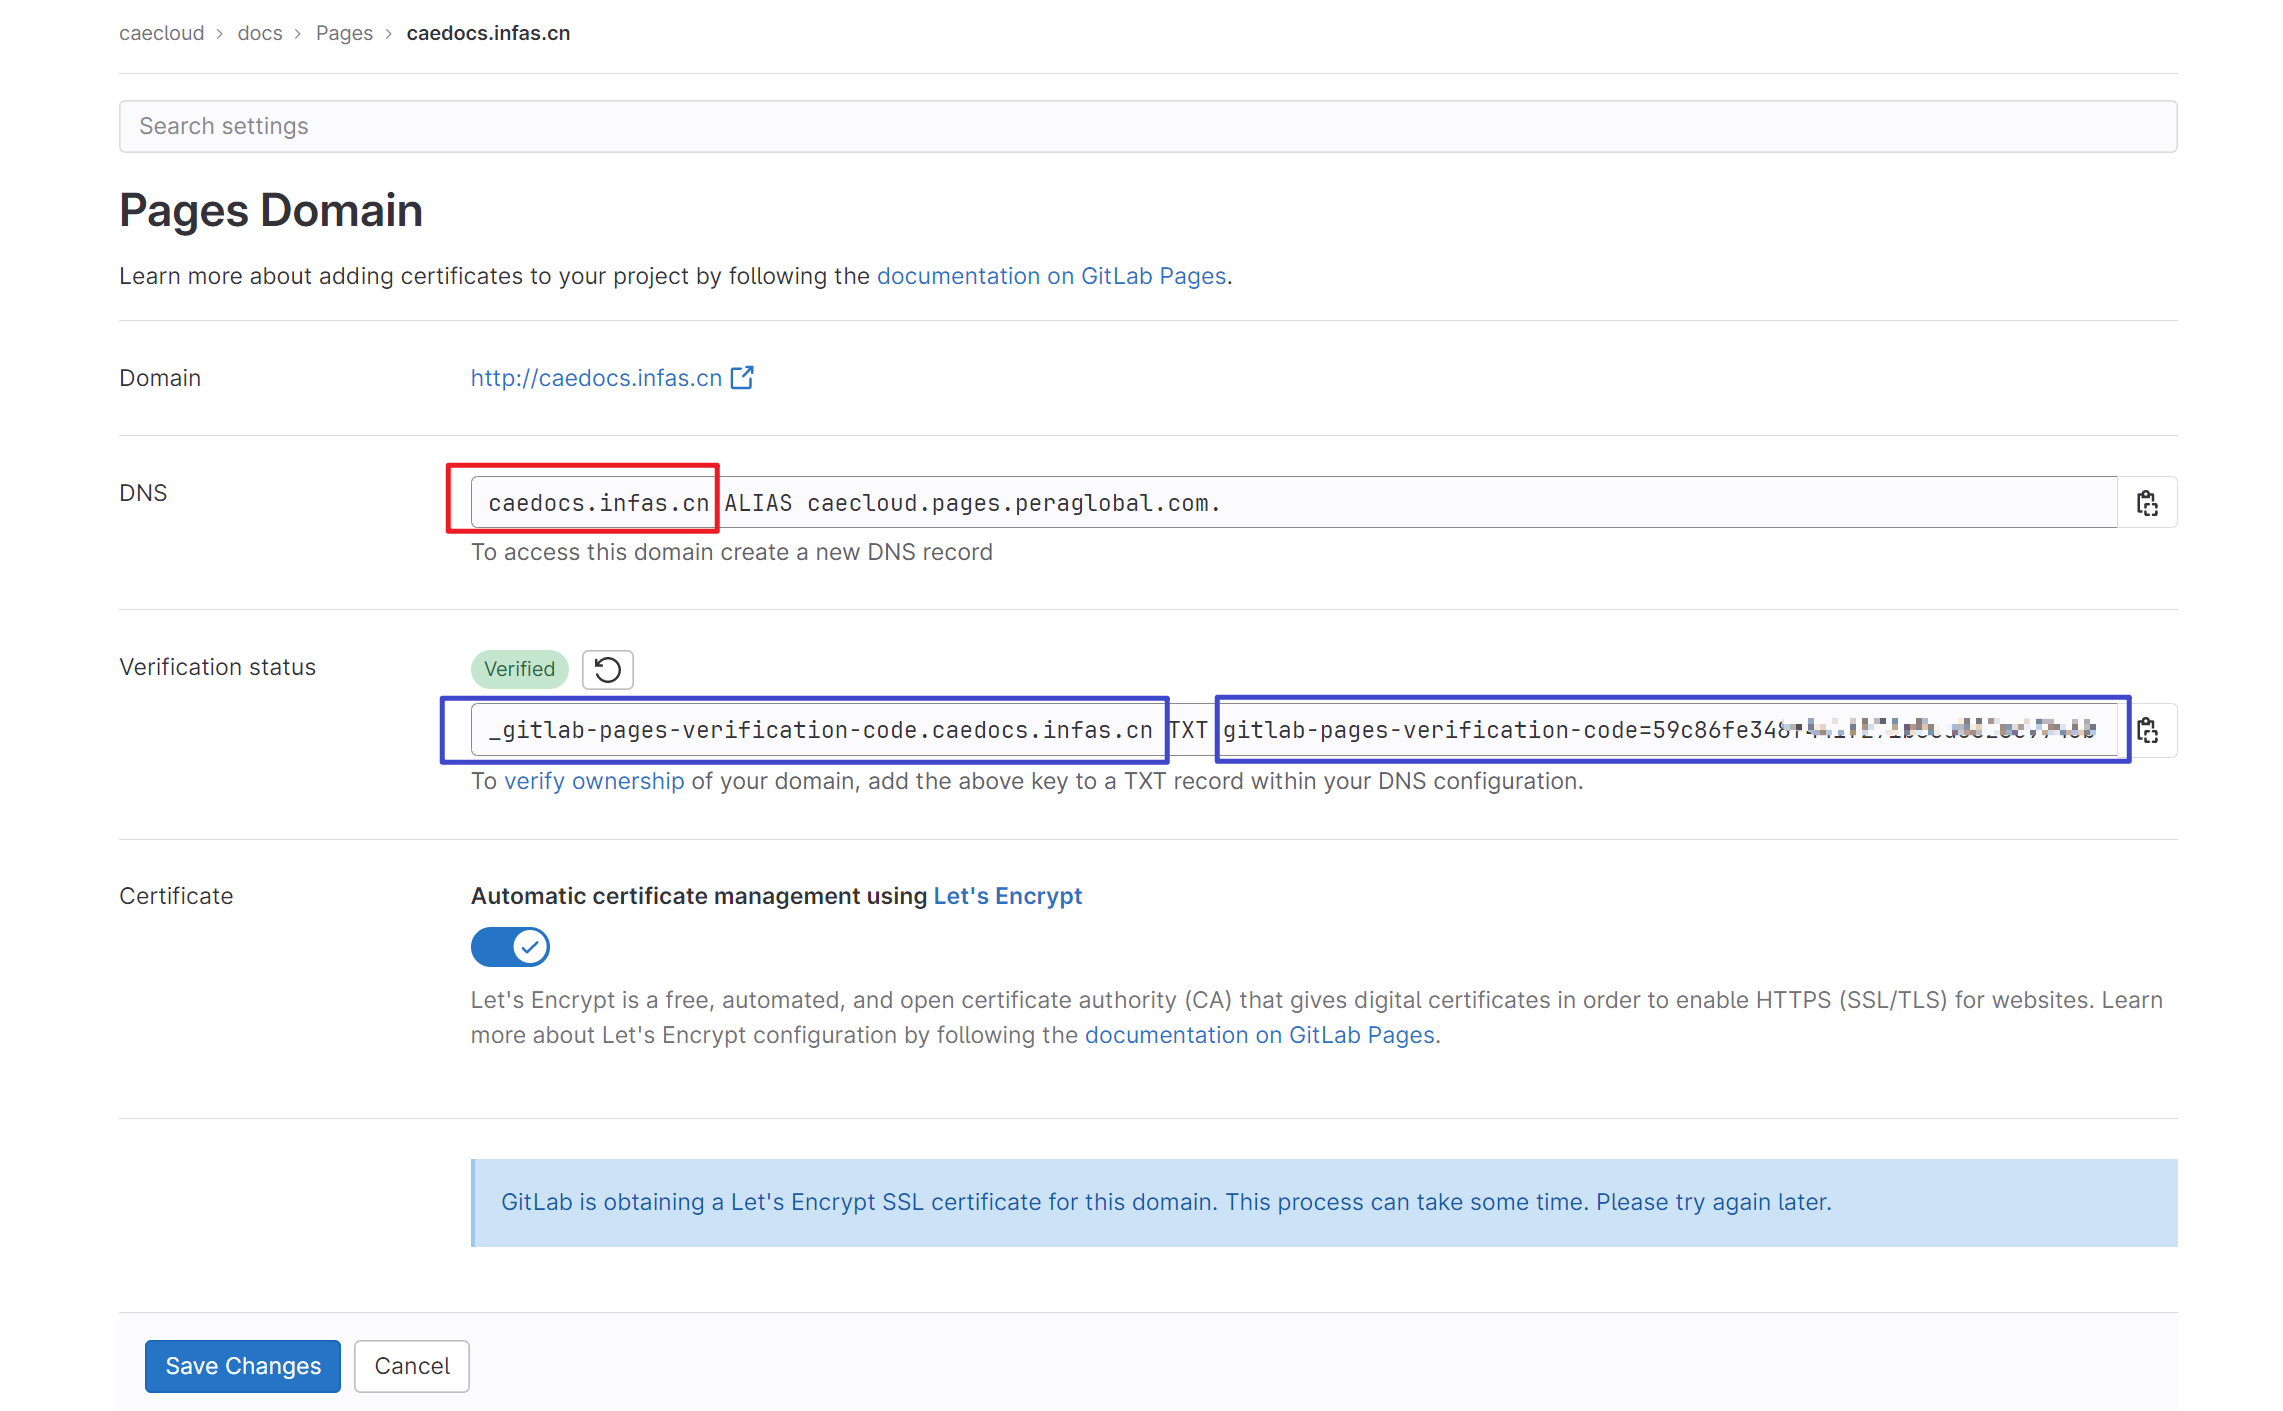 caecloud › docs › Pages › caedocs.infas.cn
Search settings
Pages Domain
Learn more about adding certificates to your project by following the documentation on GitLab Pages.
Domain
http://caedocs.infas.cn
DNS
caedocs.infas.cn ALIAS caecloud.pages.peraglobal.com.
To access this domain create a new DNS record
Verification status
Verified
_gitlab-pages-verification-code.caedocs.infas.cn TXT gitlab-pages-verification-code=59c86fe348
To verify ownership of your domain, add the above key to a TXT record within your DNS configuration.
Certificate
Automatic certificate management using Let's Encrypt
Let's Encrypt is a free, automated, and open certificate authority (CA) that gives digital certificates in order to enable HTTPS (SSL/TLS) for websites. Learn
more about Let's Encrypt configuration by following the documentation on GitLab Pages.
GitLab is obtaining a Let's Encrypt SSL certificate for this domain. This process can take some time. Please try again later.
Save Changes
Cancel